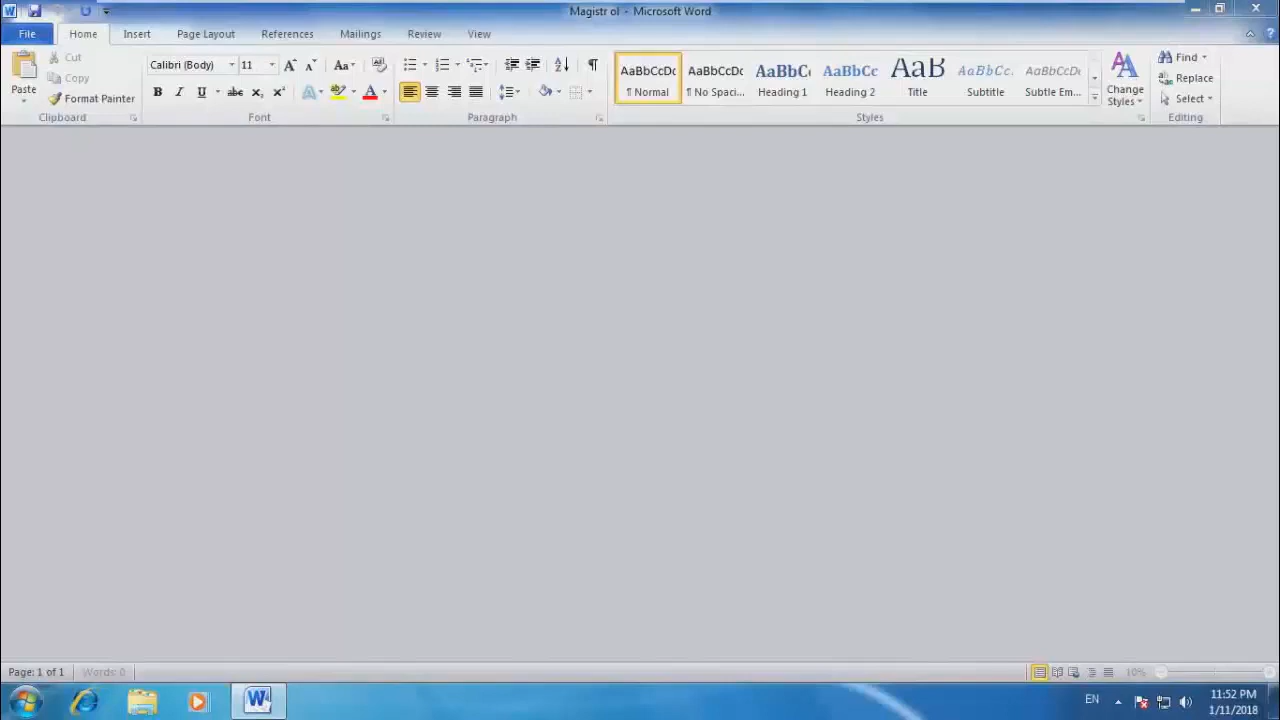 Magistr ol - Microsoft Word
File Home Insert Page Layout References Mailings Review View
Cut
Copy
Paste
Format Painter
Calibri (Body) 11
AaBbCcDc AaBbCcDc AaBbC AaBbCc AaB AaBbCc. AaBbCcDc
¶ Normal ¶ No Spaci... Heading 1 Heading 2 Title Subtitle Subtle Em...
Change Styles
Find
Replace
Select
Clipboard Font Paragraph Styles Editing
Page: 1 of 1 Words: 0 10%
EN 11:52 PM
1/11/2018